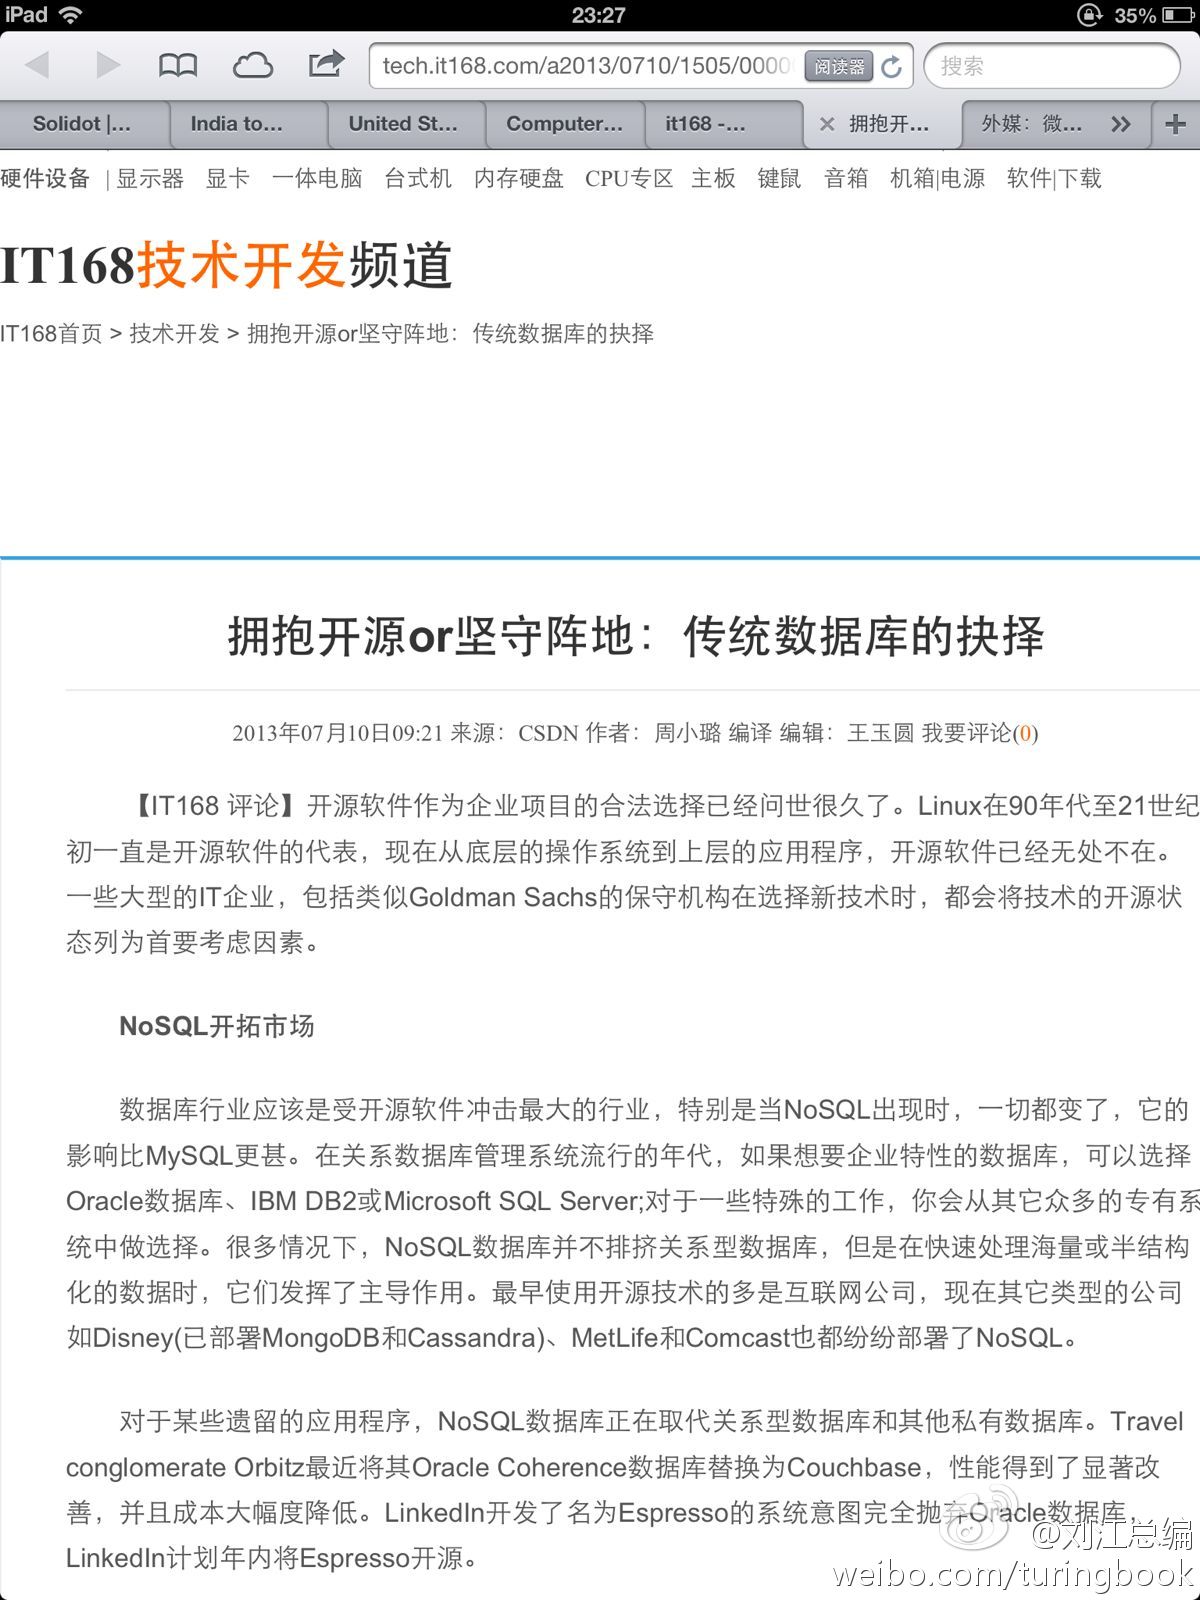 iPad 23:27 35%
tech.it168.com/a2013/0710/1505/0000 阅读器 搜索
Solidot |... India to... United St... Computer... it168 -... 拥抱开... 外媒：微...
硬件设备 | 显示器 显卡 一体电脑 台式机 内存硬盘 CPU专区 主板 键鼠 音箱 机箱|电源 软件|下载
IT168技术开发频道
IT168首页 > 技术开发 > 拥抱开源or坚守阵地：传统数据库的抉择
拥抱开源or坚守阵地：传统数据库的抉择
2013年07月10日09:21 来源：CSDN 作者：周小璐 编译 编辑：王玉圆 我要评论(0)
【IT168 评论】开源软件作为企业项目的合法选择已经问世很久了。Linux在90年代至21世纪
初一直是开源软件的代表，现在从底层的操作系统到上层的应用程序，开源软件已经无处不在。
一些大型的IT企业，包括类似Goldman Sachs的保守机构在选择新技术时，都会将技术的开源状
态列为首要考虑因素。
NoSQL开拓市场
数据库行业应该是受开源软件冲击最大的行业，特别是当NoSQL出现时，一切都变了，它的
影响比MySQL更甚。在关系数据库管理系统流行的年代，如果想要企业特性的数据库，可以选择
Oracle数据库、IBM DB2或Microsoft SQL Server;对于一些特殊的工作，你会从其它众多的专有系
统中做选择。很多情况下，NoSQL数据库并不排挤关系型数据库，但是在快速处理海量或半结构
化的数据时，它们发挥了主导作用。最早使用开源技术的多是互联网公司，现在其它类型的公司
如Disney(已部署MongoDB和Cassandra)、MetLife和Comcast也都纷纷部署了NoSQL。
对于某些遗留的应用程序，NoSQL数据库正在取代关系型数据库和其他私有数据库。Travel
conglomerate Orbitz最近将其Oracle Coherence数据库替换为Couchbase，性能得到了显著改
善，并且成本大幅度降低。LinkedIn开发了名为Espresso的系统意图完全抛弃Oracle数据库，
LinkedIn计划年内将Espresso开源。
@刘江总编
weibo.com/turingbook